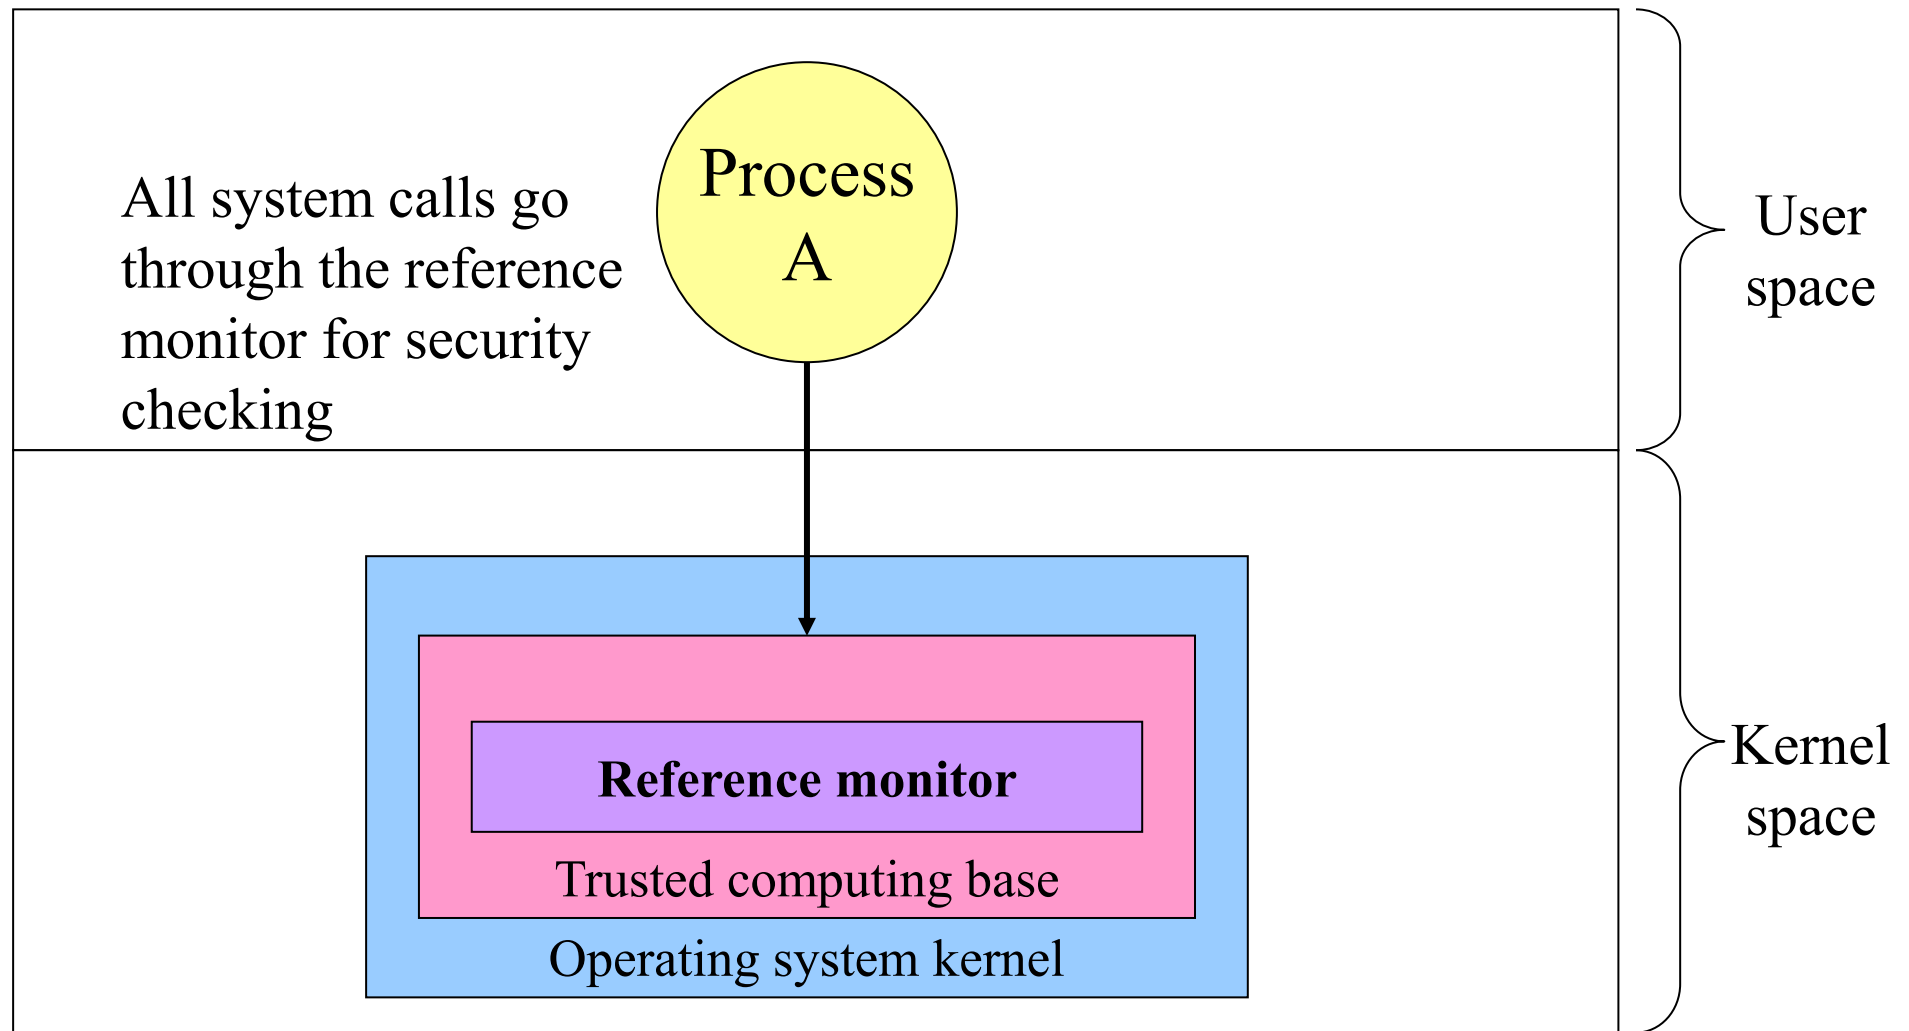 All system calls go
through the reference
monitor for security
checking
Process
A
User
space
Reference monitor
Trusted computing base
Operating system kernel
Kernel
space